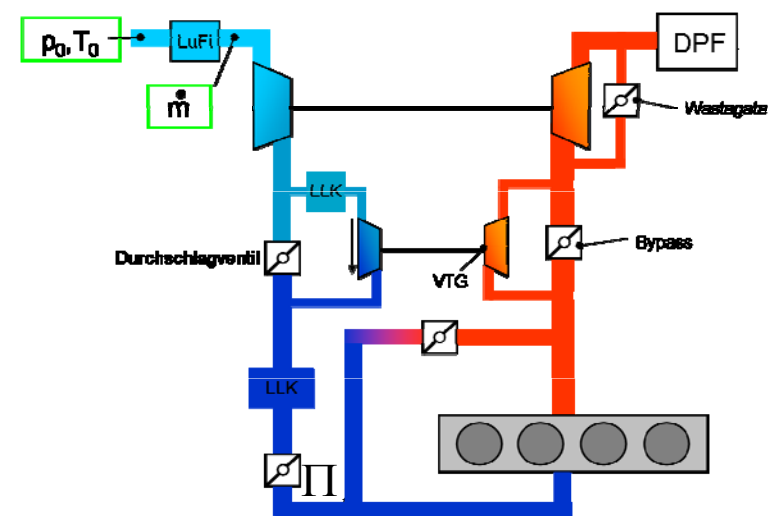 p₀,T₀
LuFi
DPF
ṁ
Wastegate
LLK
Durchschlagventil
VTG
Bypass
LLK
Π